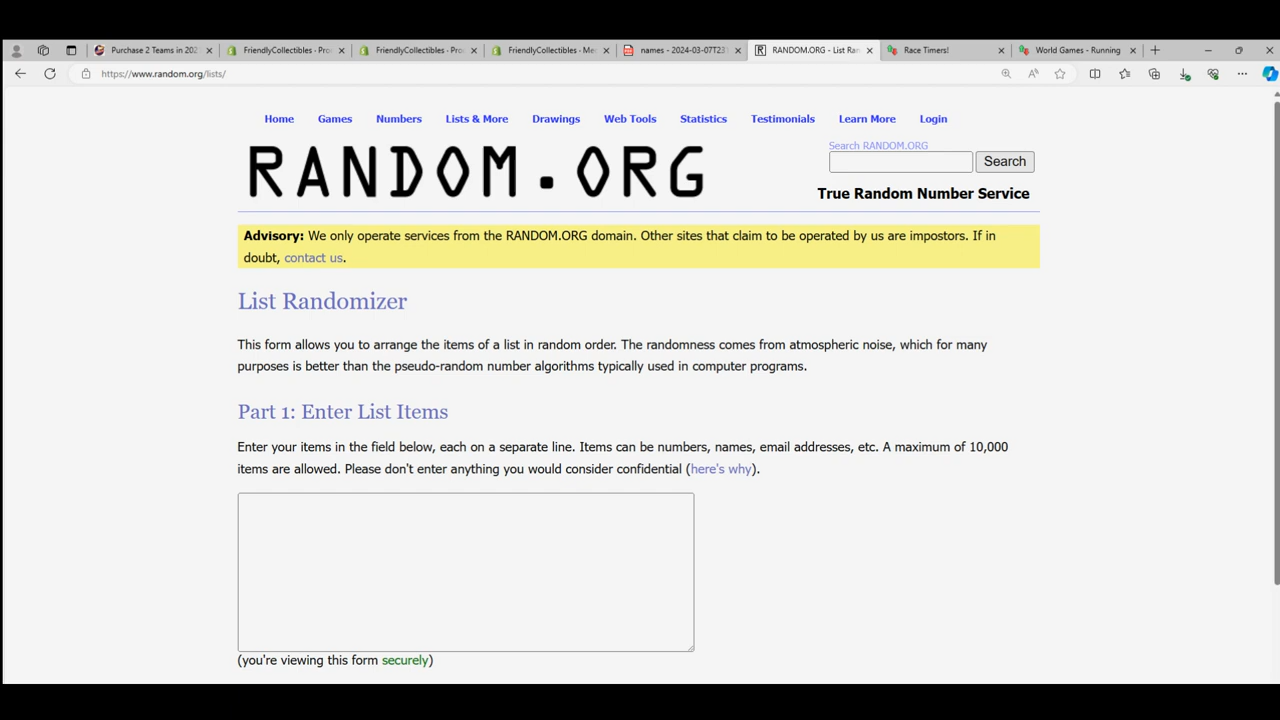 Purchase 2 Teams in 202
FriendlyCollectibles - Pro
FriendlyCollectibles - Pro
FriendlyCollectibles - Me
names - 2024-03-07T231
RANDOM.ORG - List Ran
Race Timers!
World Games - Running
https://www.random.org/lists/
Home Games Numbers Lists & More Drawings Web Tools Statistics Testimonials Learn More Login
RANDOM.ORG
Search RANDOM.ORG
Search
True Random Number Service
Advisory: We only operate services from the RANDOM.ORG domain. Other sites that claim to be operated by us are impostors. If in
doubt, contact us.
List Randomizer
This form allows you to arrange the items of a list in random order. The randomness comes from atmospheric noise, which for many
purposes is better than the pseudo-random number algorithms typically used in computer programs.
Part 1: Enter List Items
Enter your items in the field below, each on a separate line. Items can be numbers, names, email addresses, etc. A maximum of 10,000
items are allowed. Please don't enter anything you would consider confidential (here's why).
(you're viewing this form securely)